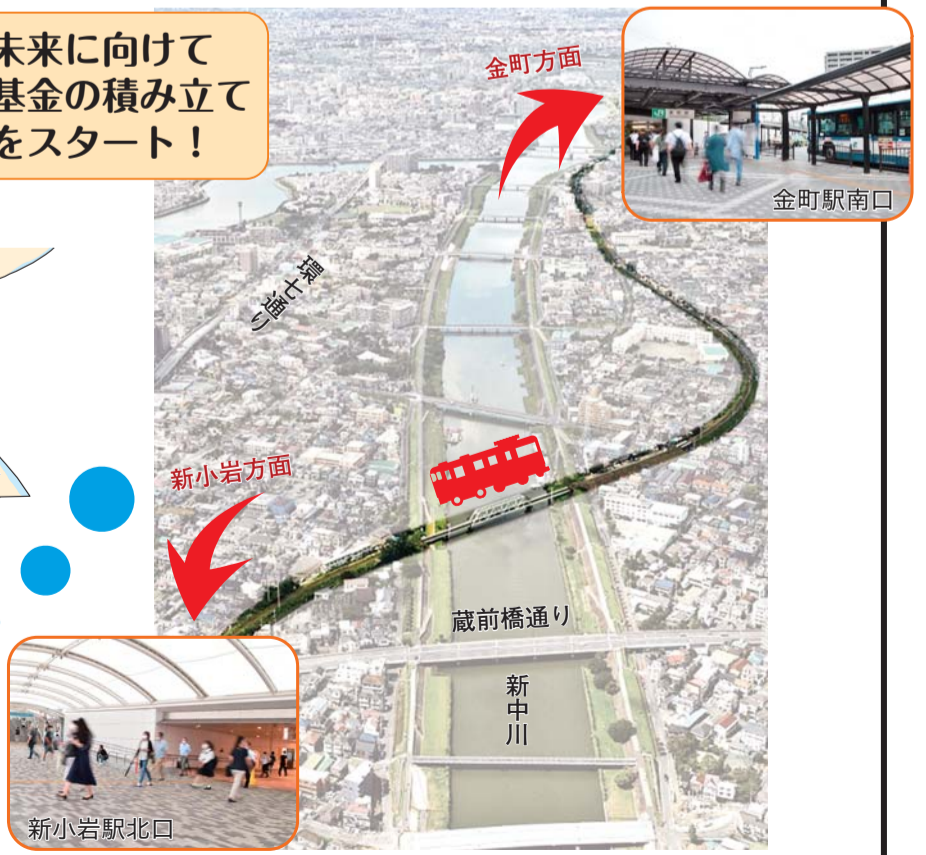 未来に向けて
基金の積み立て
をスタート！
金町方面
金町駅南口
環七通り
新小岩方面
蔵前橋通り
新中川
新小岩駅北口